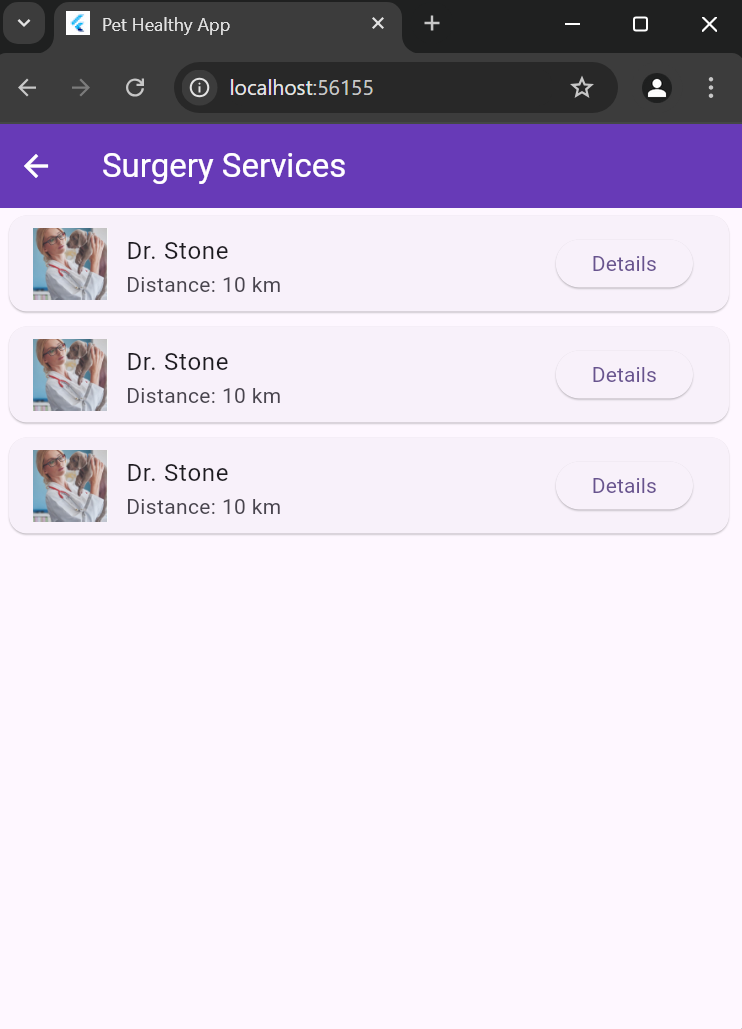 Pet Healthy App
localhost:56155
Surgery Services
Dr. Stone
Distance: 10 km
Details
Dr. Stone
Distance: 10 km
Details
Dr. Stone
Distance: 10 km
Details